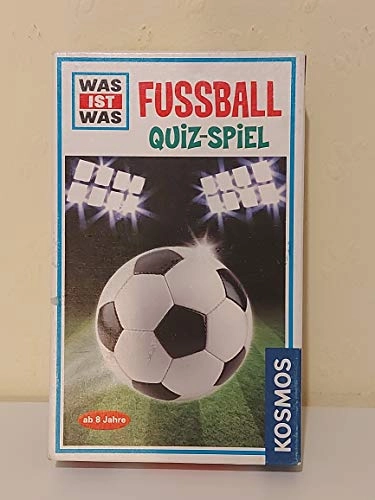 WAS
IST
WAS
FUSSBALL
QUIZ-SPIEL
ab 8 Jahre
KOSMOS